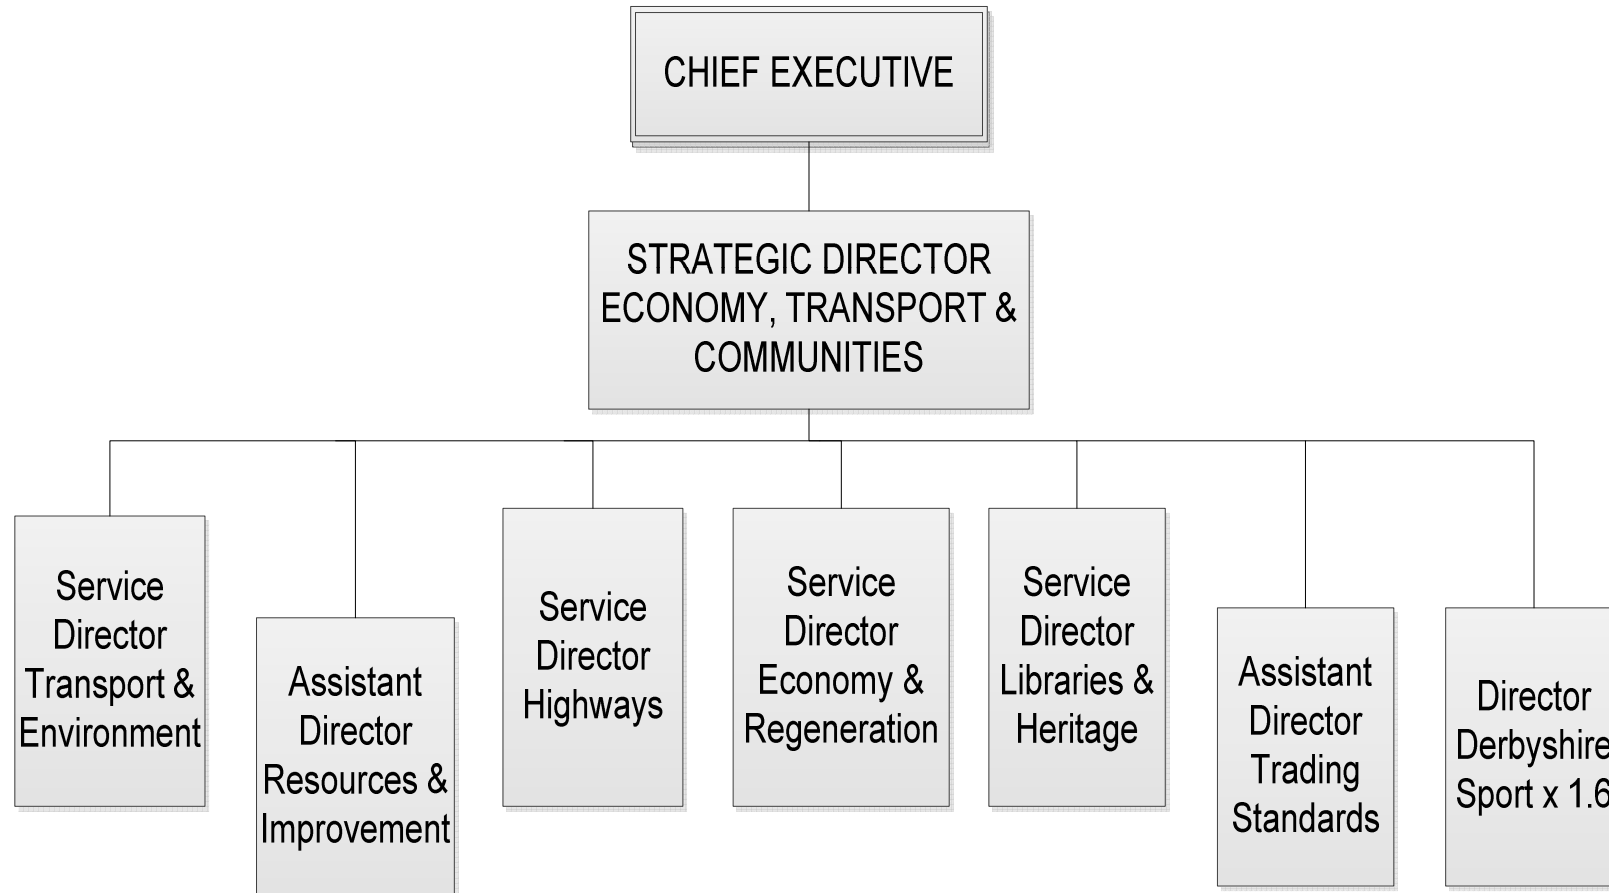 CHIEF EXECUTIVE
STRATEGIC DIRECTOR
ECONOMY, TRANSPORT &
COMMUNITIES
Service
Director
Transport &
Environment
Assistant
Director
Resources &
Improvement
Service
Director
Highways
Service
Director
Economy &
Regeneration
Service
Director
Libraries &
Heritage
Assistant
Director
Trading
Standards
Director
Derbyshire
Sport x 1.6